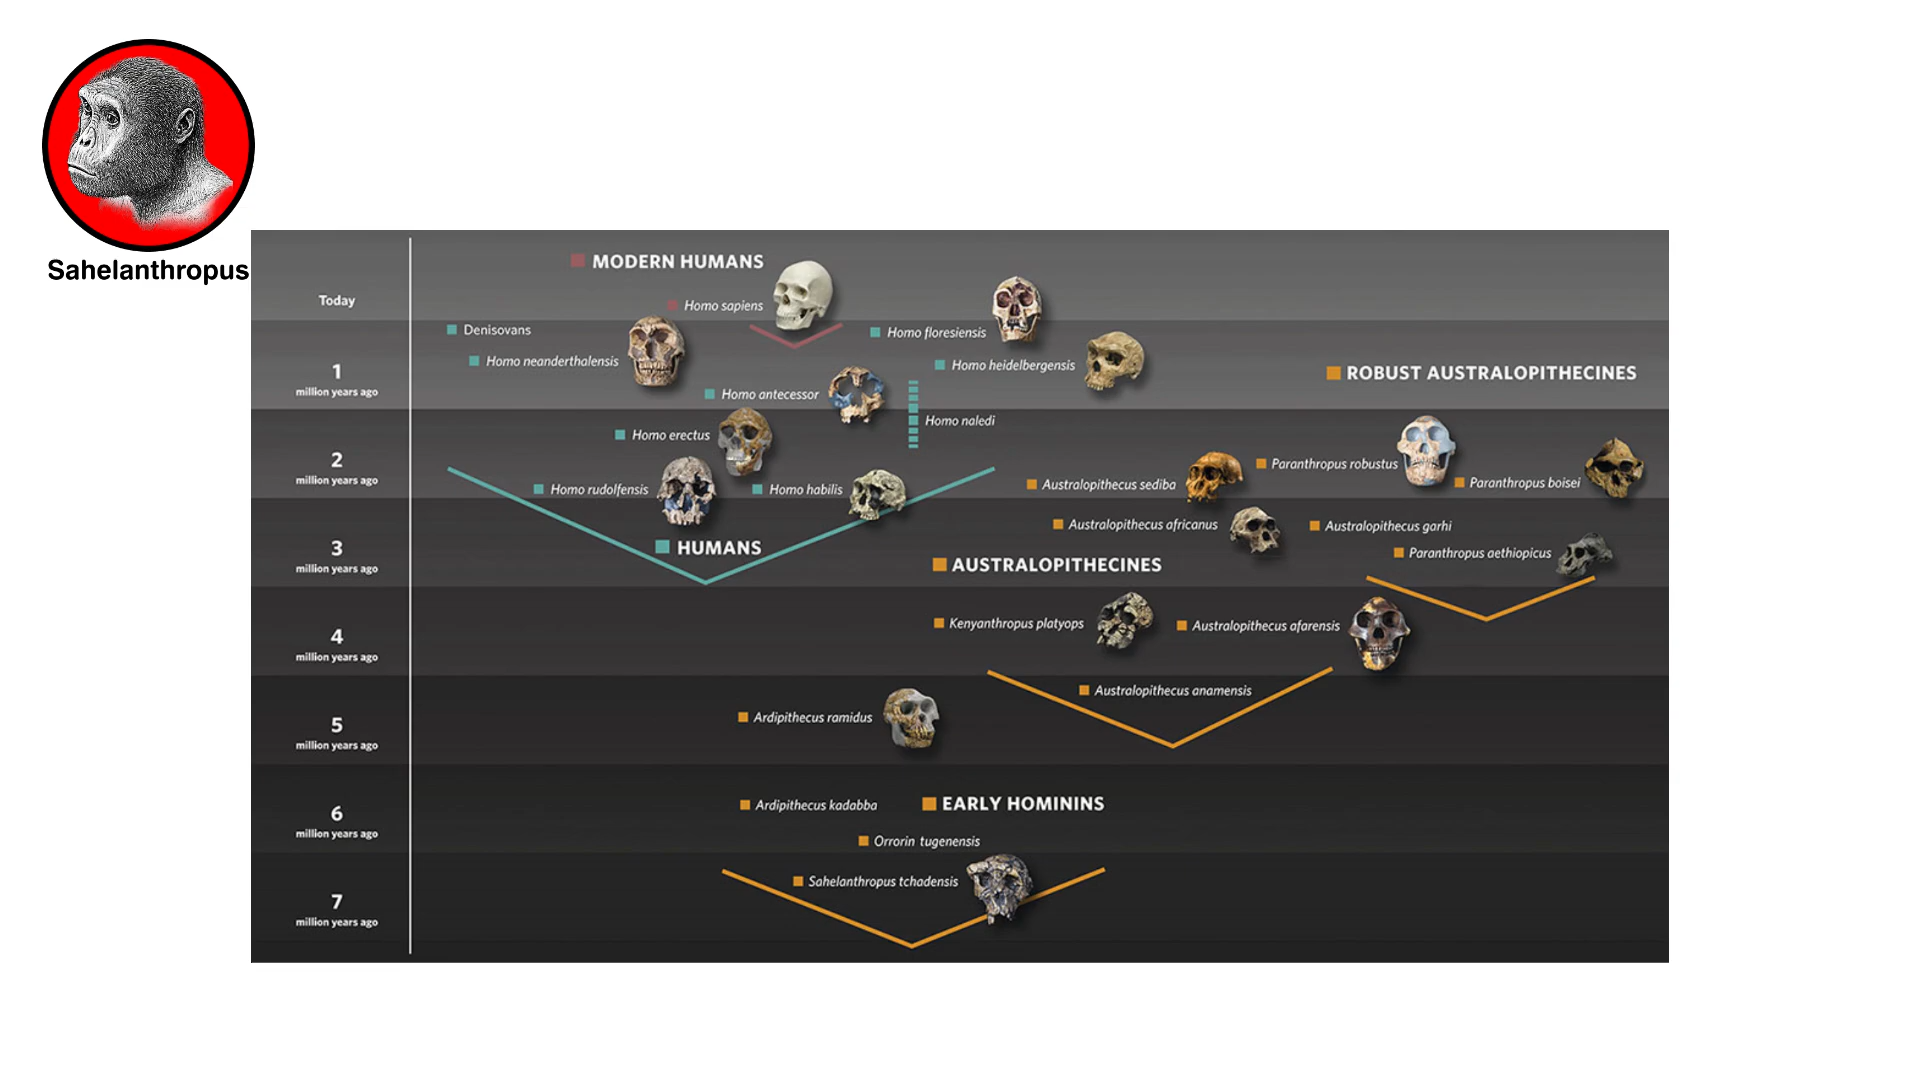 Sahelanthropus
MODERN HUMANS
Today
Homo sapiens
Denisovans
Homo floresiensis
Homo neanderthalensis
Homo heidelbergensis
1
million years ago
ROBUST AUSTRALOPITHECINES
Homo antecessor
Homo naledi
Homo erectus
2
million years ago
Paranthropus robustus
Paranthropus boisei
Australopithecus sediba
Homo rudolfensis
Homo habilis
Australopithecus africanus
Australopithecus garhi
3
million years ago
HUMANS
Paranthropus aethiopicus
AUSTRALOPITHECINES
Kenyanthropus platyops
Australopithecus afarensis
4
million years ago
Australopithecus anamensis
Ardipithecus ramidus
5
million years ago
Ardipithecus kadabba
EARLY HOMININS
6
million years ago
Orrorin tugenensis
Sahelanthropus tchadensis
7
million years ago